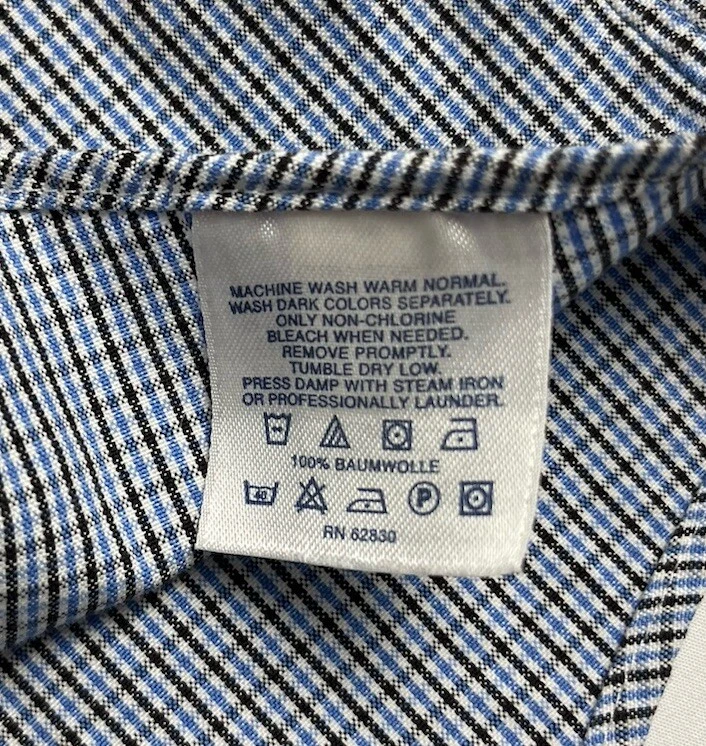 MACHINE WASH WARM NORMAL.
WASH DARK COLORS SEPARATELY.
ONLY NON-CHLORINE
BLEACH WHEN NEEDED.
REMOVE PROMPTLY.
TUMBLE DRY LOW.
PRESS DAMP WITH STEAM IRON
OR PROFESSIONALLY LAUNDER.
100% BAUMWOLLE
40 P
RN 62830